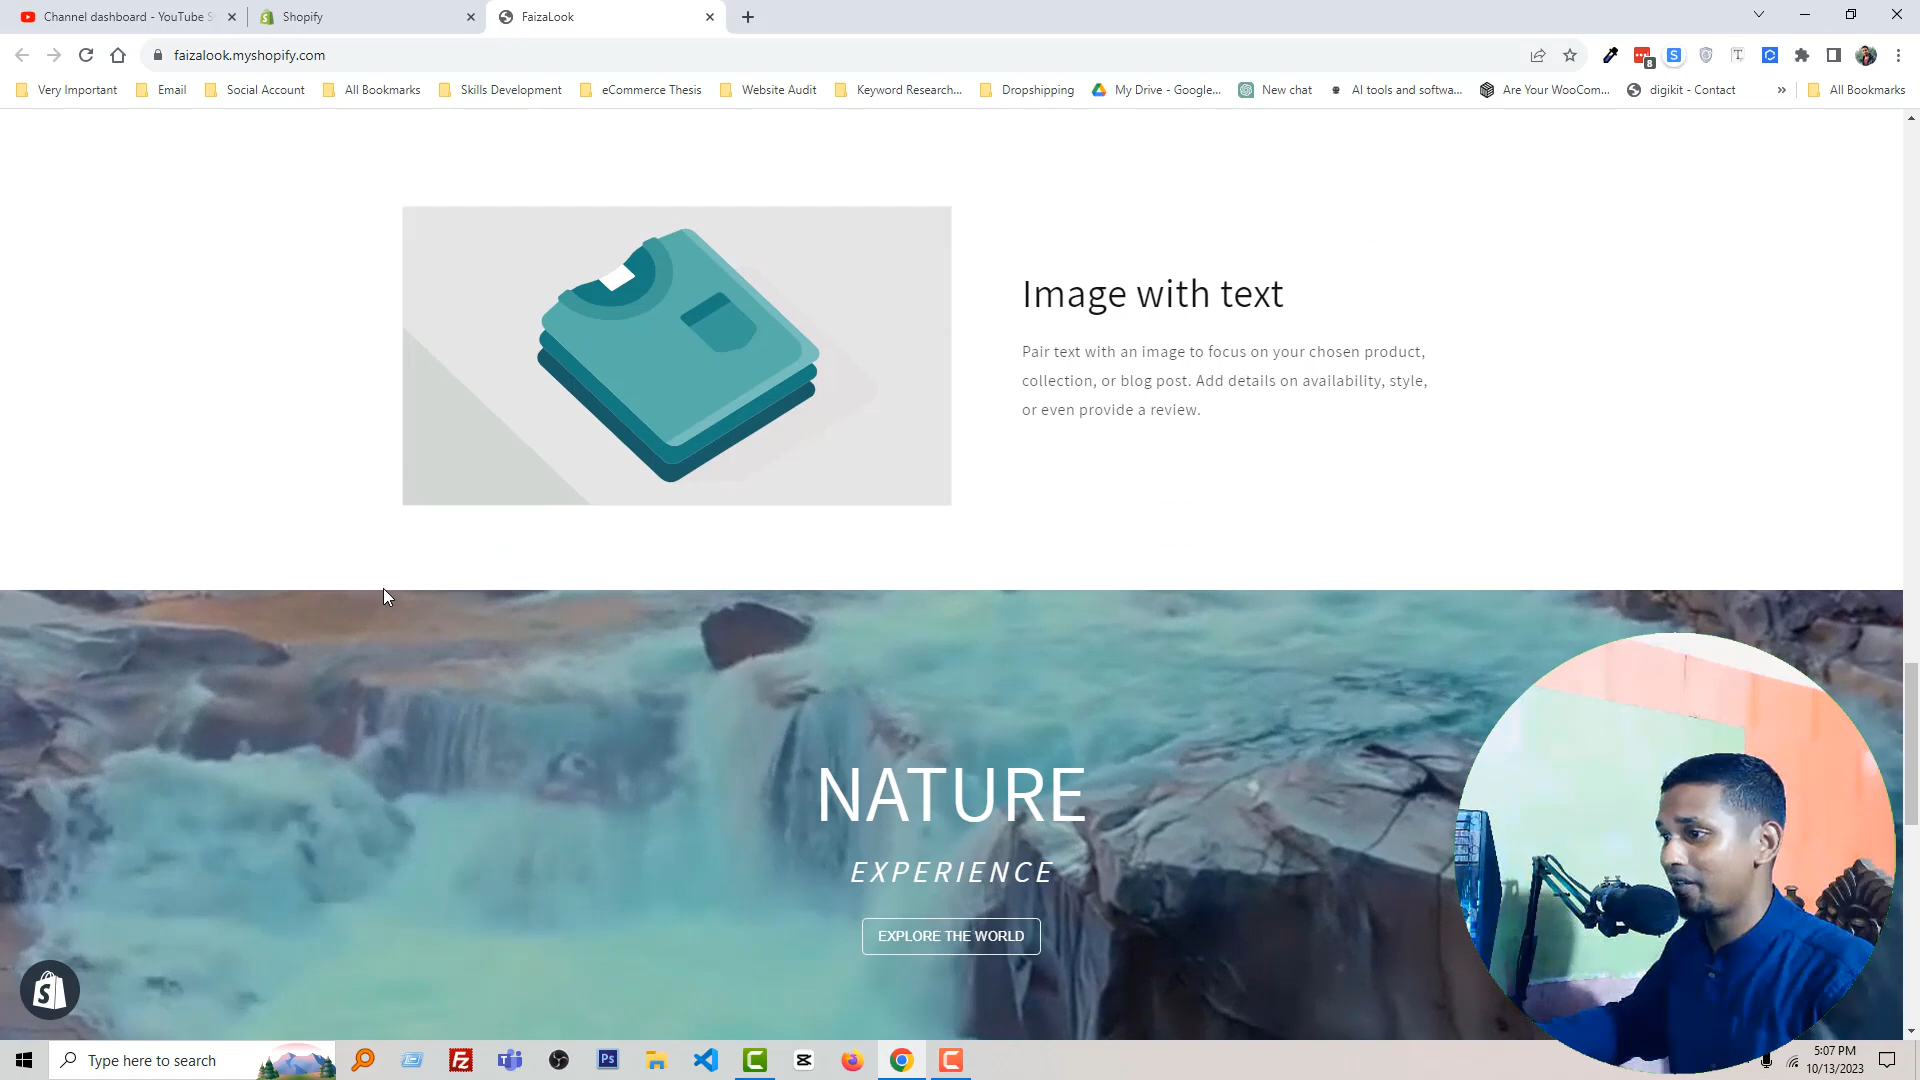 Channel dashboard - YouTube S
Shopify
FaizaLook
faizalook.myshopify.com
8
Very Important
Email
Social Account
All Bookmarks
Skills Development
eCommerce Thesis
Website Audit
Keyword Research...
Dropshipping
My Drive - Google...
New chat
AI tools and softwa...
Are Your WooCom...
digikit - Contact
All Bookmarks
Image with text
Pair text with an image to focus on your chosen product,
collection, or blog post. Add details on availability, style,
or even provide a review.
NATURE
EXPERIENCE
EXPLORE THE WORLD
Type here to search
Ps
5:07 PM
10/13/2023